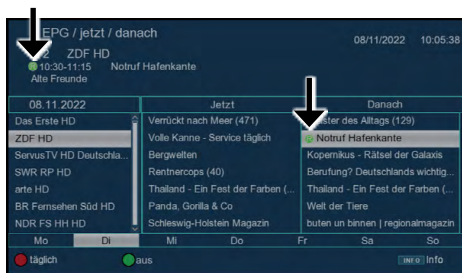 EPG / jetzt / danach
08/11/2022 10:05:38
2 ZDF HD
10:30-11:15 Notruf Hafenkante
Alte Freunde
08.11.2022 Jetzt Danach
Das Erste HD Verrückt nach Meer (471) ster des Alltags (129)
ZDF HD Volle Kanne - Service täglich Notruf Hafenkante
ServusTV HD Deutschla... Bergwelten Kopernikus - Rätsel der Galaxis
SWR RP HD Rentnercops (40) Berufung? Deutschlands wichtig...
arte HD Thailand - Ein Fest der Farben (... Thailand - Ein Fest der Farben (...
BR Fernsehen Süd HD Panda, Gorilla & Co Welt der Tiere
NDR FS HH HD Schleswig-Holstein Magazin buten un binnen | regionalmagazin
Mo Di Mi Do Fr Sa So
täglich aus INFO Info